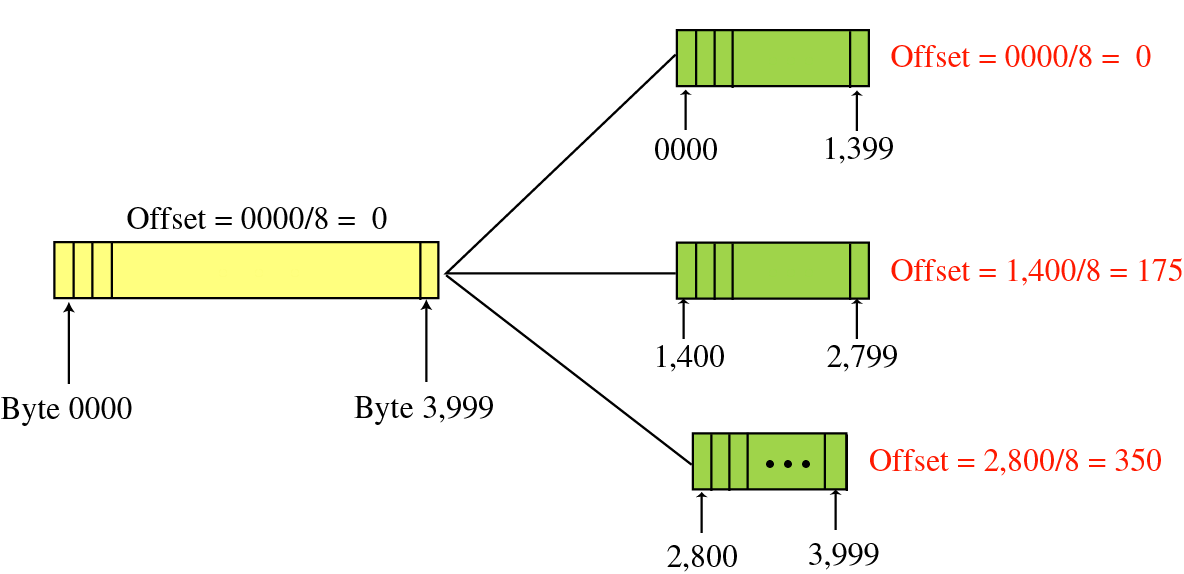 Offset = 0000/8 = 0
0000
1,399
Offset = 0000/8 = 0
Byte 0000
Byte 3,999
Offset = 1,400/8 = 175
1,400
2,799
Offset = 2,800/8 = 350
2,800
3,999